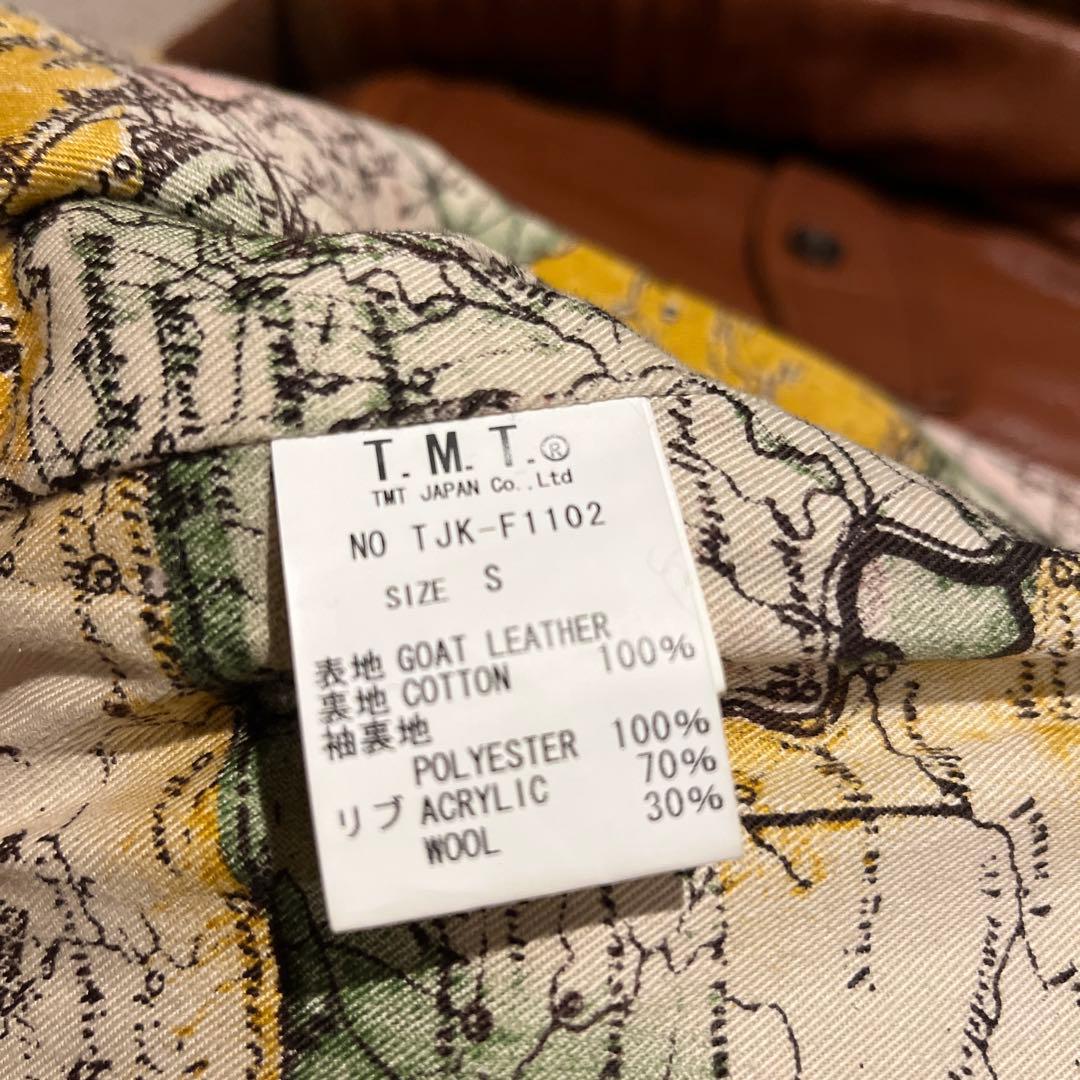 T.M.T.®
TMT JAPAN Co.,Ltd
NO TJK-F1102
SIZE S
表地 GOAT LEATHER
裏地 COTTON 100%
袖裏地
POLYESTER 100%
リブ ACRYLIC 70%
WOOL 30%